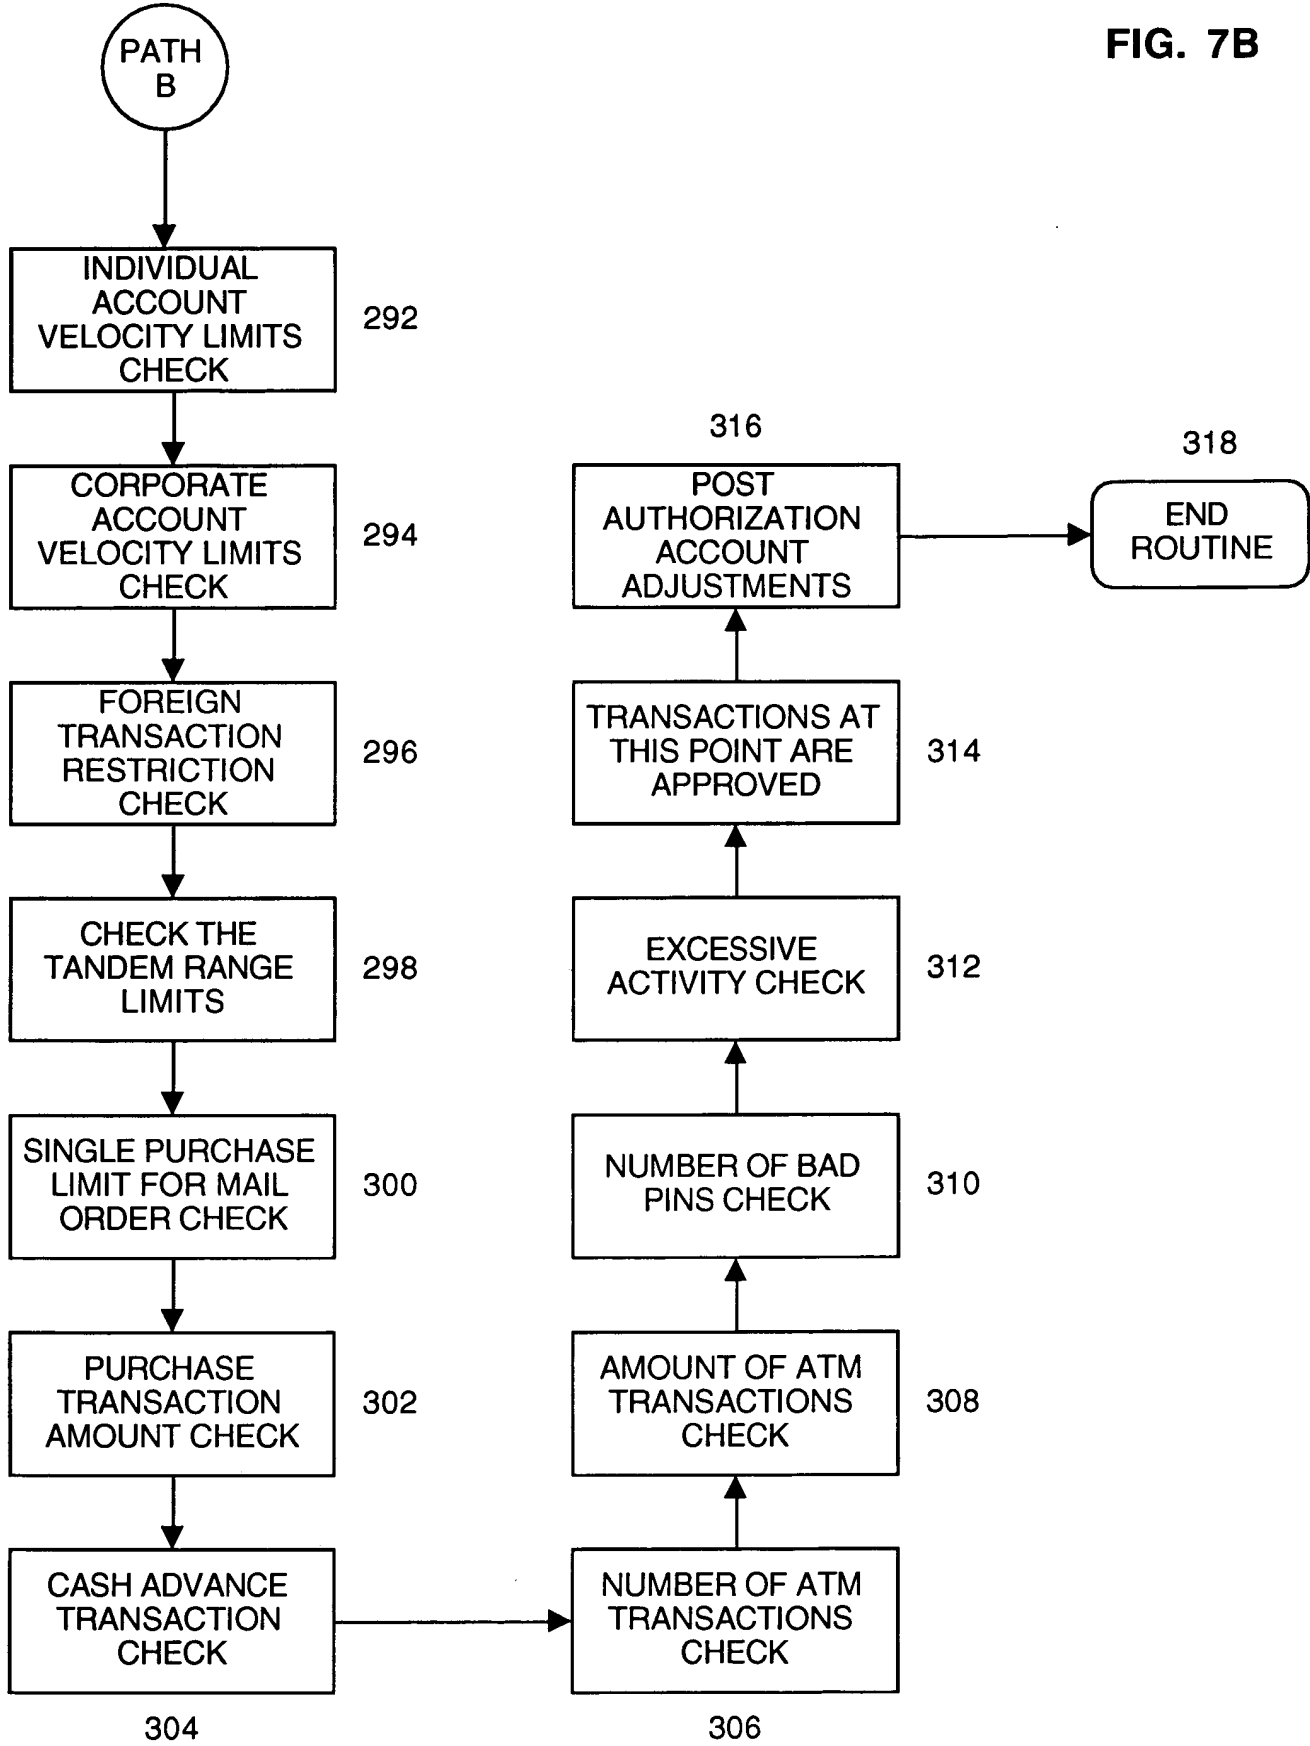 FIG. 7B
PATH
B
INDIVIDUAL
ACCOUNT
VELOCITY LIMITS
CHECK
292
CORPORATE
ACCOUNT
VELOCITY LIMITS
CHECK
294
FOREIGN
TRANSACTION
RESTRICTION
CHECK
296
CHECK THE
TANDEM RANGE
LIMITS
298
SINGLE PURCHASE
LIMIT FOR MAIL
ORDER CHECK
300
PURCHASE
TRANSACTION
AMOUNT CHECK
302
CASH ADVANCE
TRANSACTION
CHECK
304
NUMBER OF ATM
TRANSACTIONS
CHECK
306
AMOUNT OF ATM
TRANSACTIONS
CHECK
308
NUMBER OF BAD
PINS CHECK
310
EXCESSIVE
ACTIVITY CHECK
312
TRANSACTIONS AT
THIS POINT ARE
APPROVED
314
316
POST
AUTHORIZATION
ACCOUNT
ADJUSTMENTS
318
END
ROUTINE